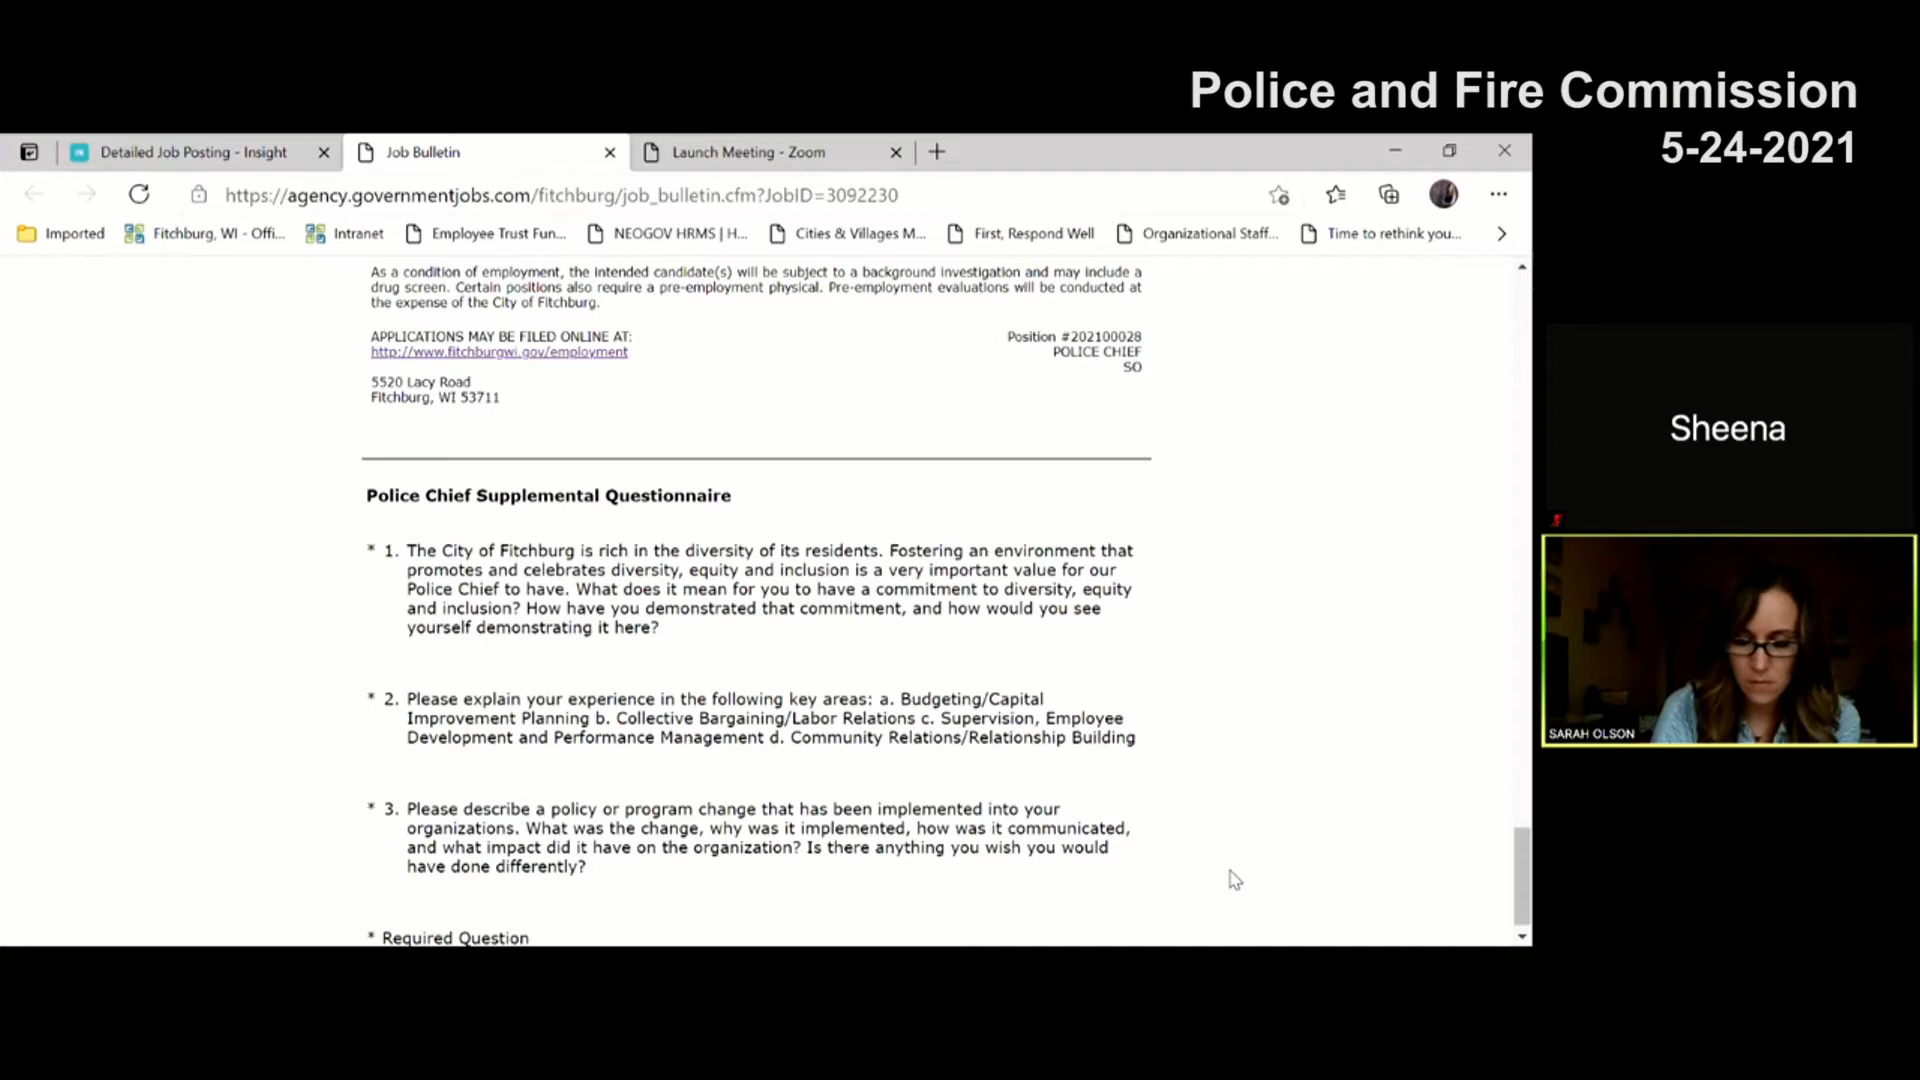 Police and Fire Commission
5-24-2021
Detailed Job Posting - Insight
Job Bulletin
Launch Meeting - Zoom
https://agency.governmentjobs.com/fitchburg/job_bulletin.cfm?JobID=3092230
Imported
Fitchburg, WI - Offi...
Intranet
Employee Trust Fun...
NEOGOV HRMS | H...
Cities & Villages M...
First, Respond Well
Organizational Staff...
Time to rethink you...
As a condition of employment, the intended candidate(s) will be subject to a background investigation and may include a
drug screen. Certain positions also require a pre-employment physical. Pre-employment evaluations will be conducted at
the expense of the City of Fitchburg.
APPLICATIONS MAY BE FILED ONLINE AT:
http://www.fitchburgwi.gov/employment
Position #202100028
POLICE CHIEF
SO
5520 Lacy Road
Fitchburg, WI 53711
Police Chief Supplemental Questionnaire
* 1. The City of Fitchburg is rich in the diversity of its residents. Fostering an environment that
promotes and celebrates diversity, equity and inclusion is a very important value for our
Police Chief to have. What does it mean for you to have a commitment to diversity, equity
and inclusion? How have you demonstrated that commitment, and how would you see
yourself demonstrating it here?
* 2. Please explain your experience in the following key areas: a. Budgeting/Capital
Improvement Planning b. Collective Bargaining/Labor Relations c. Supervision, Employee
Development and Performance Management d. Community Relations/Relationship Building
* 3. Please describe a policy or program change that has been implemented into your
organizations. What was the change, why was it implemented, how was it communicated,
and what impact did it have on the organization? Is there anything you wish you would
have done differently?
* Required Question
Sheena
SARAH OLSON